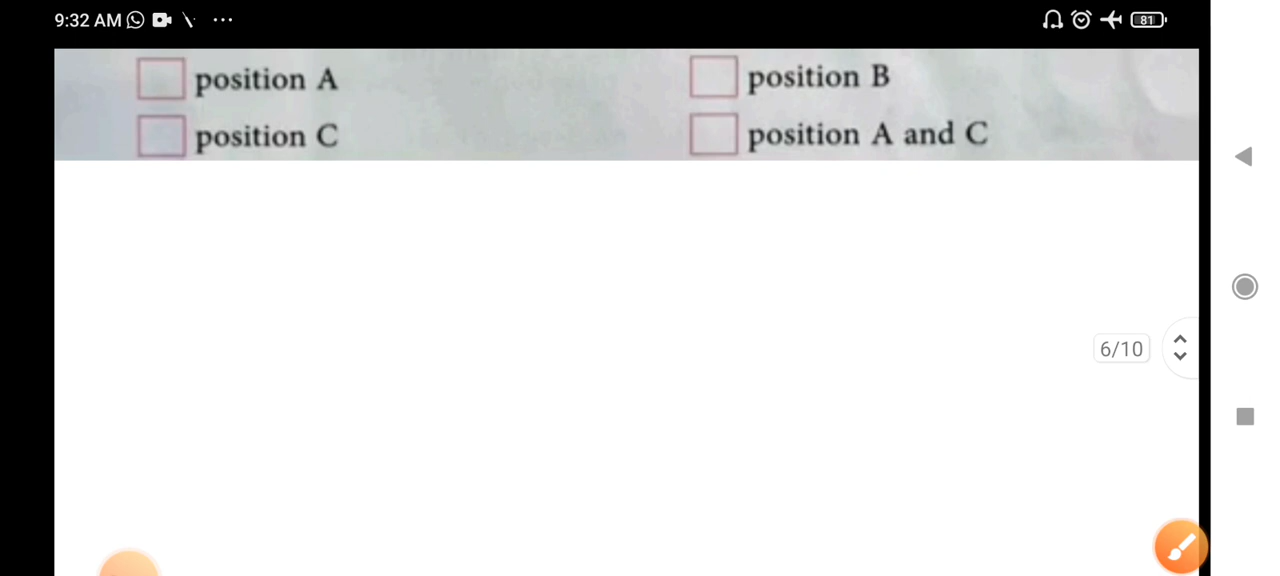 9:32 AM ...
81
position A
position B
position C
position A and C
6/10